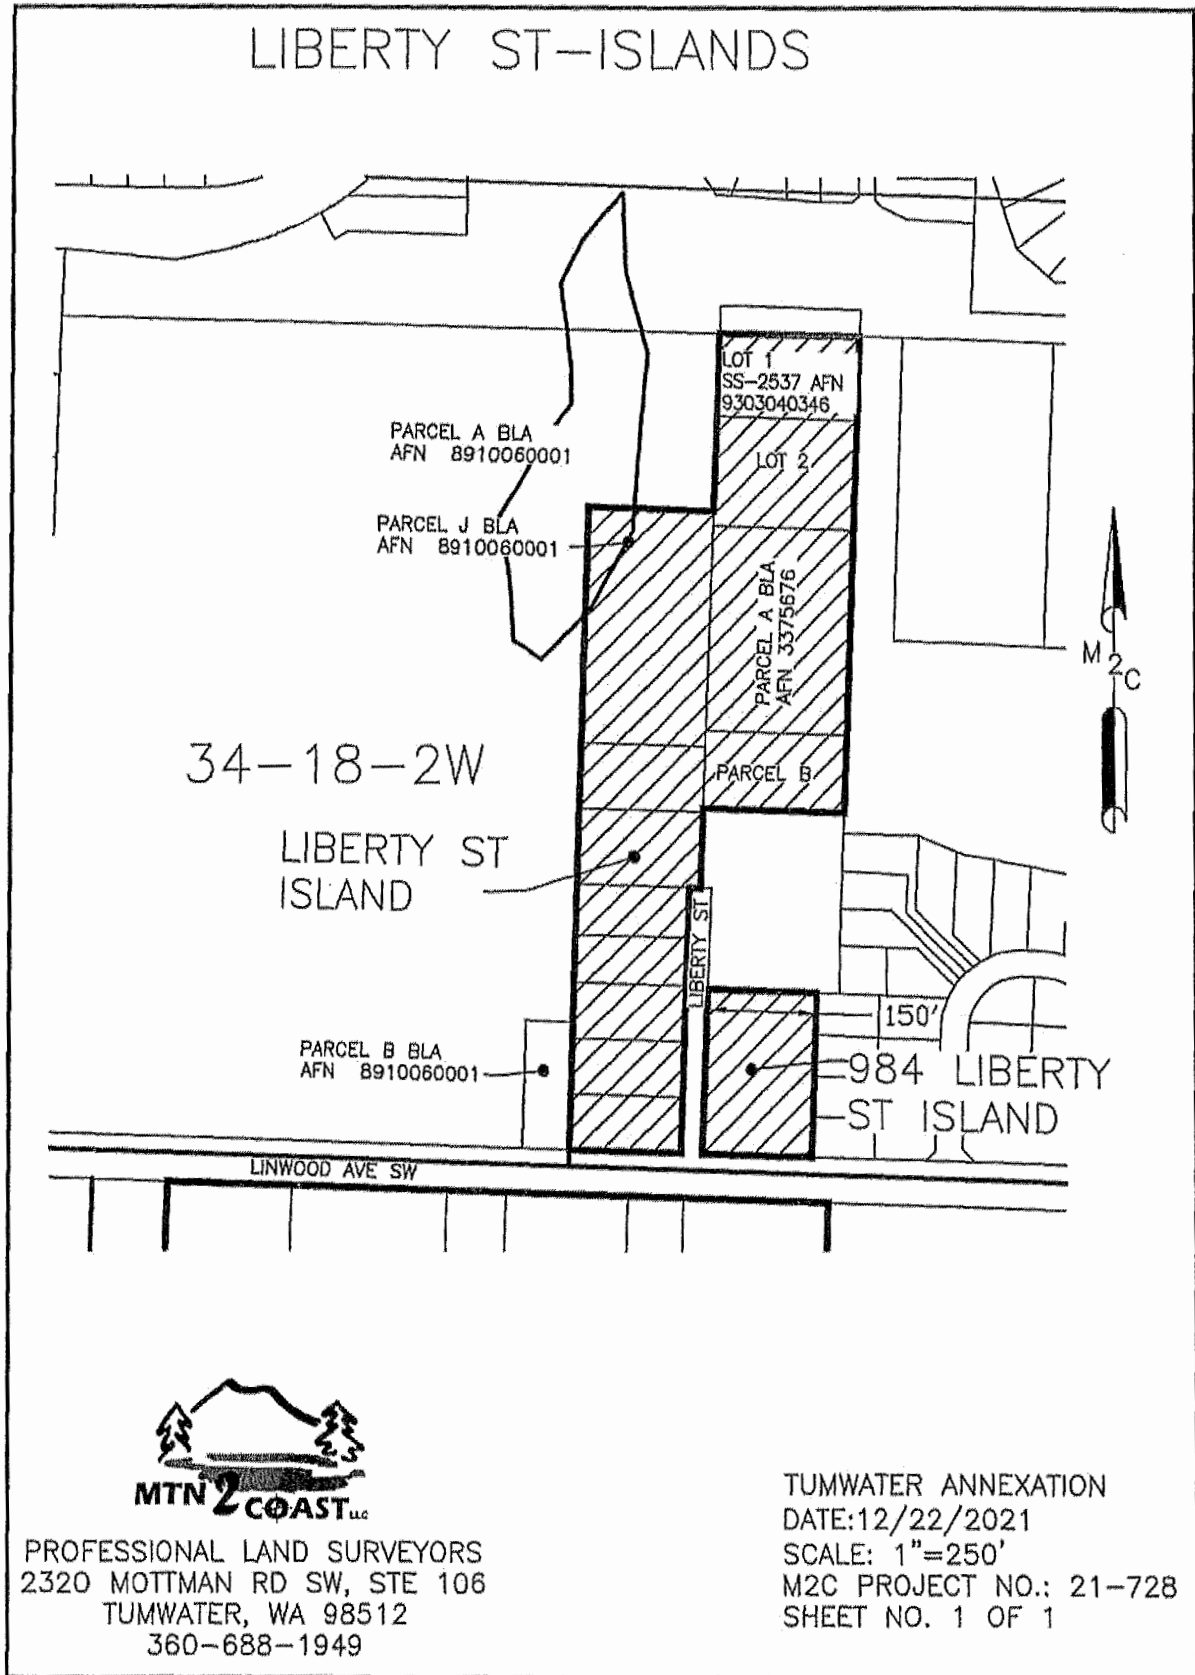 LIBERTY ST-ISLANDS
LOT 1
SS-2537 AFN
9303040346
PARCEL A BLA
AFN 8910060001
LOT 2
PARCEL J BLA
AFN 8910060001
PARCEL A BLA
AFN 3375676
M2C
34-18-2W
PARCEL B
LIBERTY ST
ISLAND
LIBERTY ST
150'
PARCEL B BLA
AFN 8910060001
984 LIBERTY
ST ISLAND
LINWOOD AVE SW
MTN 2 COAST LLC
PROFESSIONAL LAND SURVEYORS
2320 MOTTMAN RD SW, STE 106
TUMWATER, WA 98512
360-688-1949
TUMWATER ANNEXATION
DATE:12/22/2021
SCALE: 1"=250'
M2C PROJECT NO.: 21-728
SHEET NO. 1 OF 1